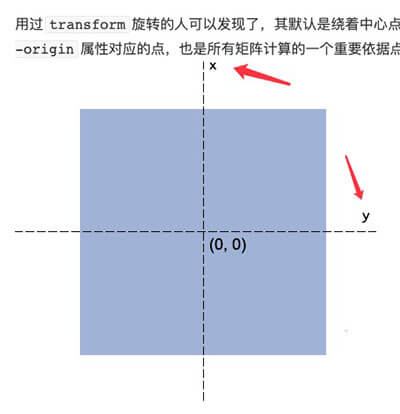 用过 transform 旋转的人可以发现了，其默认是绕着中心点
-origin 属性对应的点，也是所有矩阵计算的一个重要依据点
x
y
(0, 0)